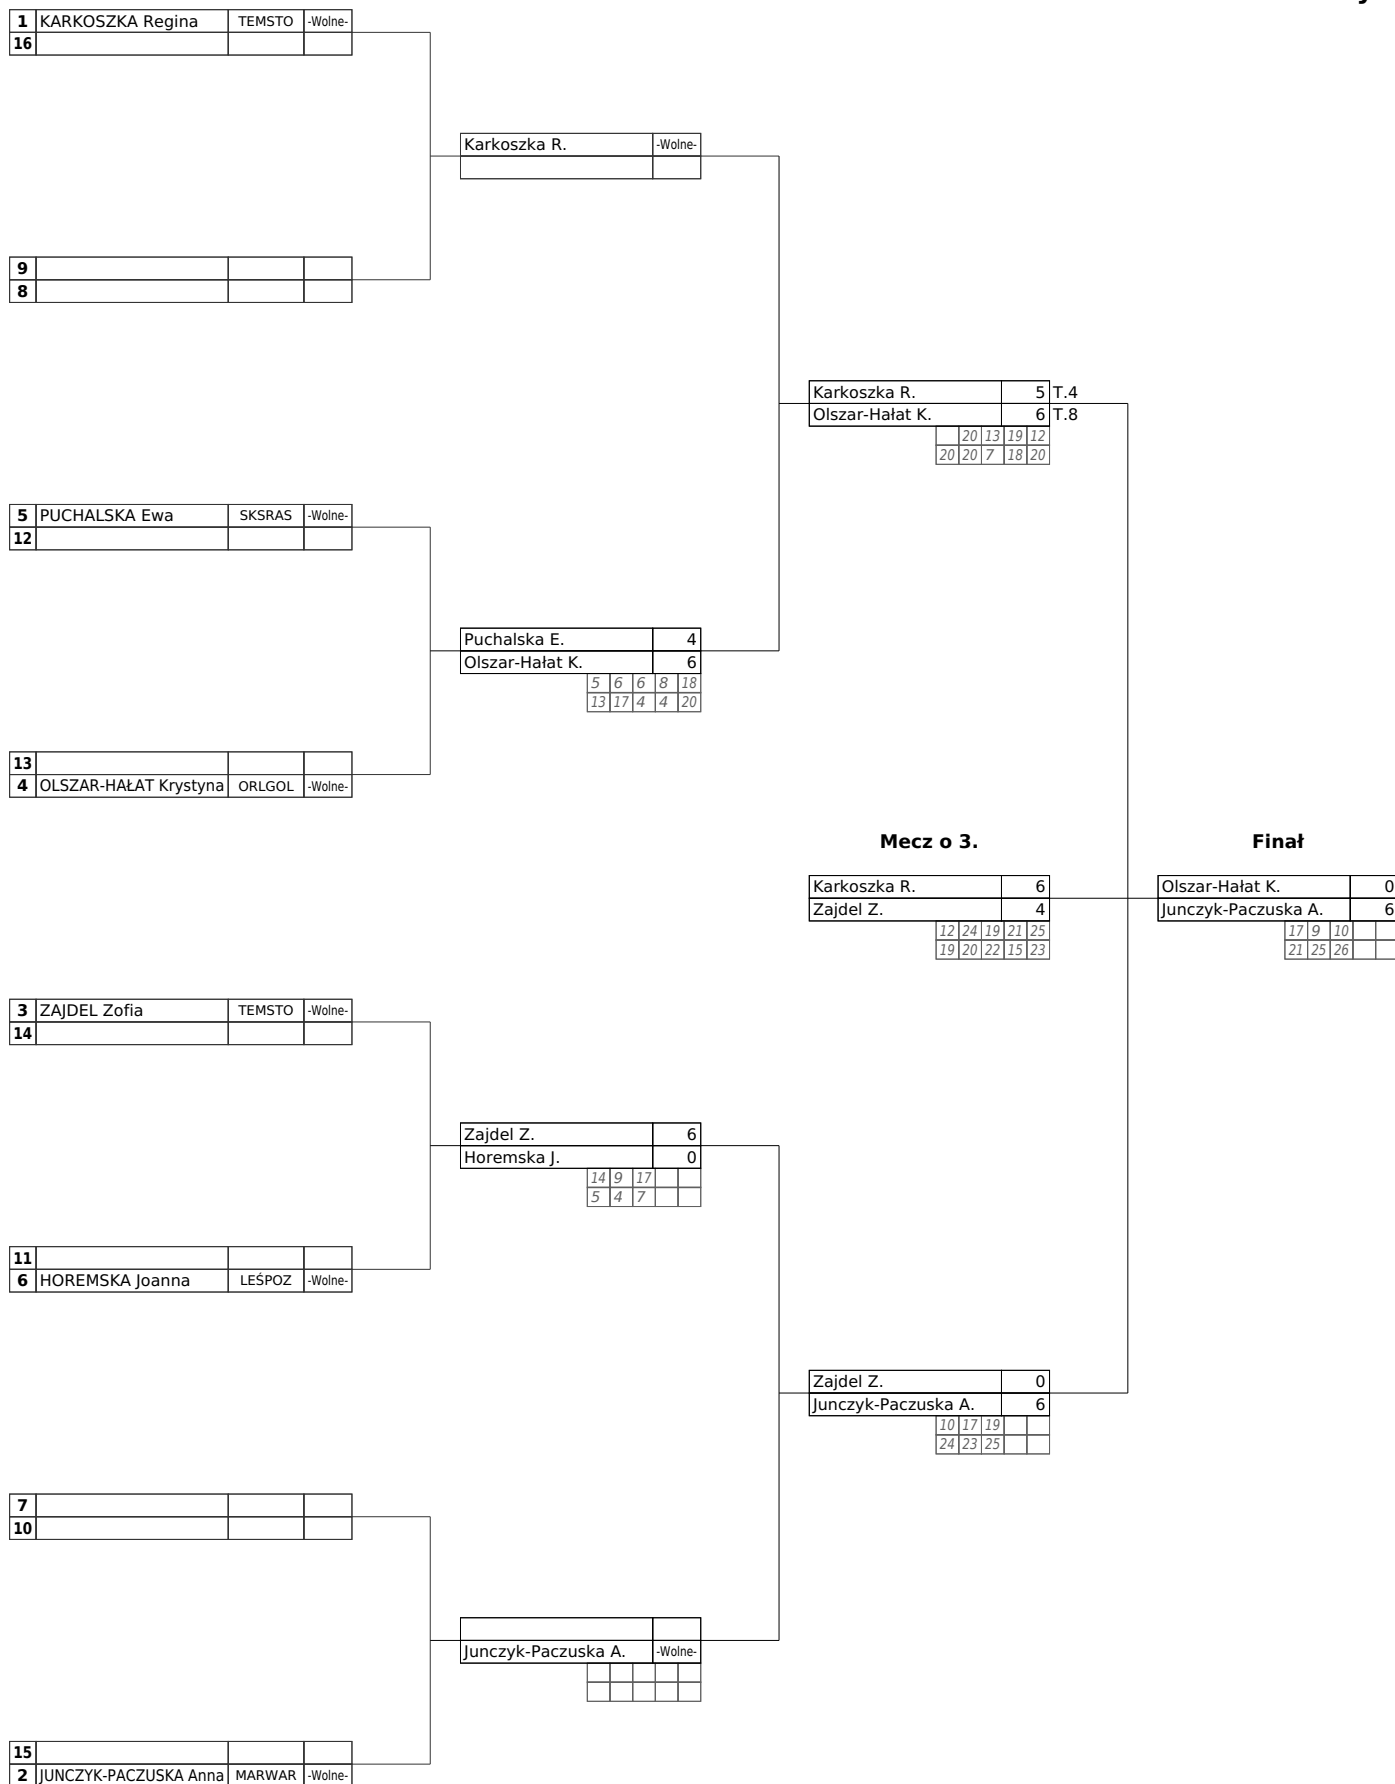 1 KARKOSZKA Regina TEMSTO -Wolne-
16
Karkoszka R. -Wolne-
9
8
Karkoszka R. 5 T.4
Olszar-Hałat K. 6 T.8
20 13 19 12
20 20 7 18 20
5 PUCHALSKA Ewa SKSRAS -Wolne-
12
Puchalska E. 4
Olszar-Hałat K. 6
5 6 6 8 18
13 17 4 4 20
13
4 OLSZAR-HAŁAT Krystyna ORLGOL -Wolne-
Mecz o 3. Finał
Karkoszka R. 6 Olszar-Hałat K. 0
Zajdel Z. 4 Junczyk-Paczuska A. 6
12 24 19 21 25 17 9 10
19 20 22 15 23 21 25 26
3 ZAJDEL Zofia TEMSTO -Wolne-
14
Zajdel Z. 6
Horemska J. 0
14 9 17
5 4 7
11
6 HOREMSKA Joanna LEŚPOZ -Wolne-
Zajdel Z. 0
Junczyk-Paczuska A. 6
10 17 19
24 23 25
7
10
Junczyk-Paczuska A. -Wolne-
15
2 JUNCZYK-PACZUSKA Anna MARWAR -Wolne-